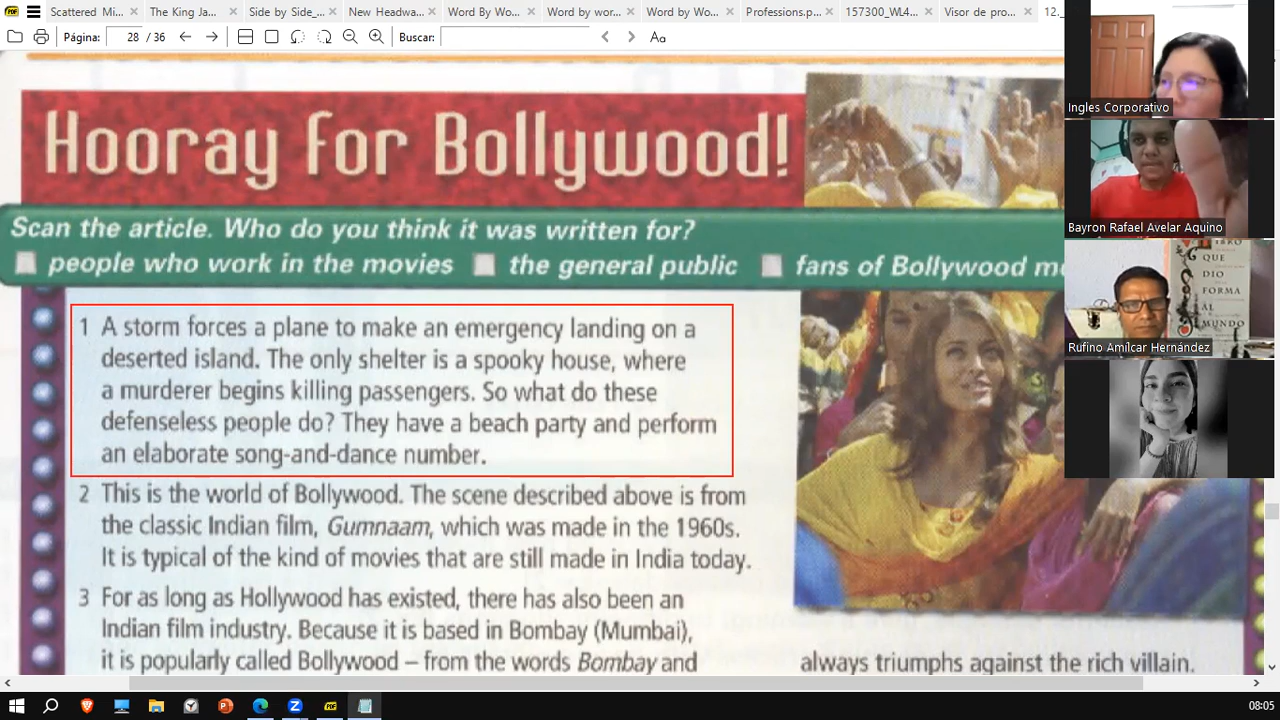 Scattered Mi...
The King Ja...
Side by Side_...
New Headwa...
Word By Wo...
Word by wor...
Word by Wo...
Professions.p...
157300_WL4...
Visor de pro...
12._
Página: 28 / 36
Buscar:
Aa
Hooray for Bollywood!
Scan the article. Who do you think it was written for?
people who work in the movies
the general public
fans of Bollywood m
1 A storm forces a plane to make an emergency landing on a
deserted island. The only shelter is a spooky house, where
a murderer begins killing passengers. So what do these
defenseless people do? They have a beach party and perform
an elaborate song-and-dance number.
2 This is the world of Bollywood. The scene described above is from
the classic Indian film, Gumnaam, which was made in the 1960s.
It is typical of the kind of movies that are still made in India today.
3 For as long as Hollywood has existed, there has also been an
Indian film industry. Because it is based in Bombay (Mumbai),
it is popularly called Bollywood – from the words Bombay and
always triumphs against the rich villain.
Ingles Corporativo
Bayron Rafael Avelar Aquino
LIBRO
QUE
DIO
FORMA
AL
MUNDO
Rufino Amílcar Hernández
08:05